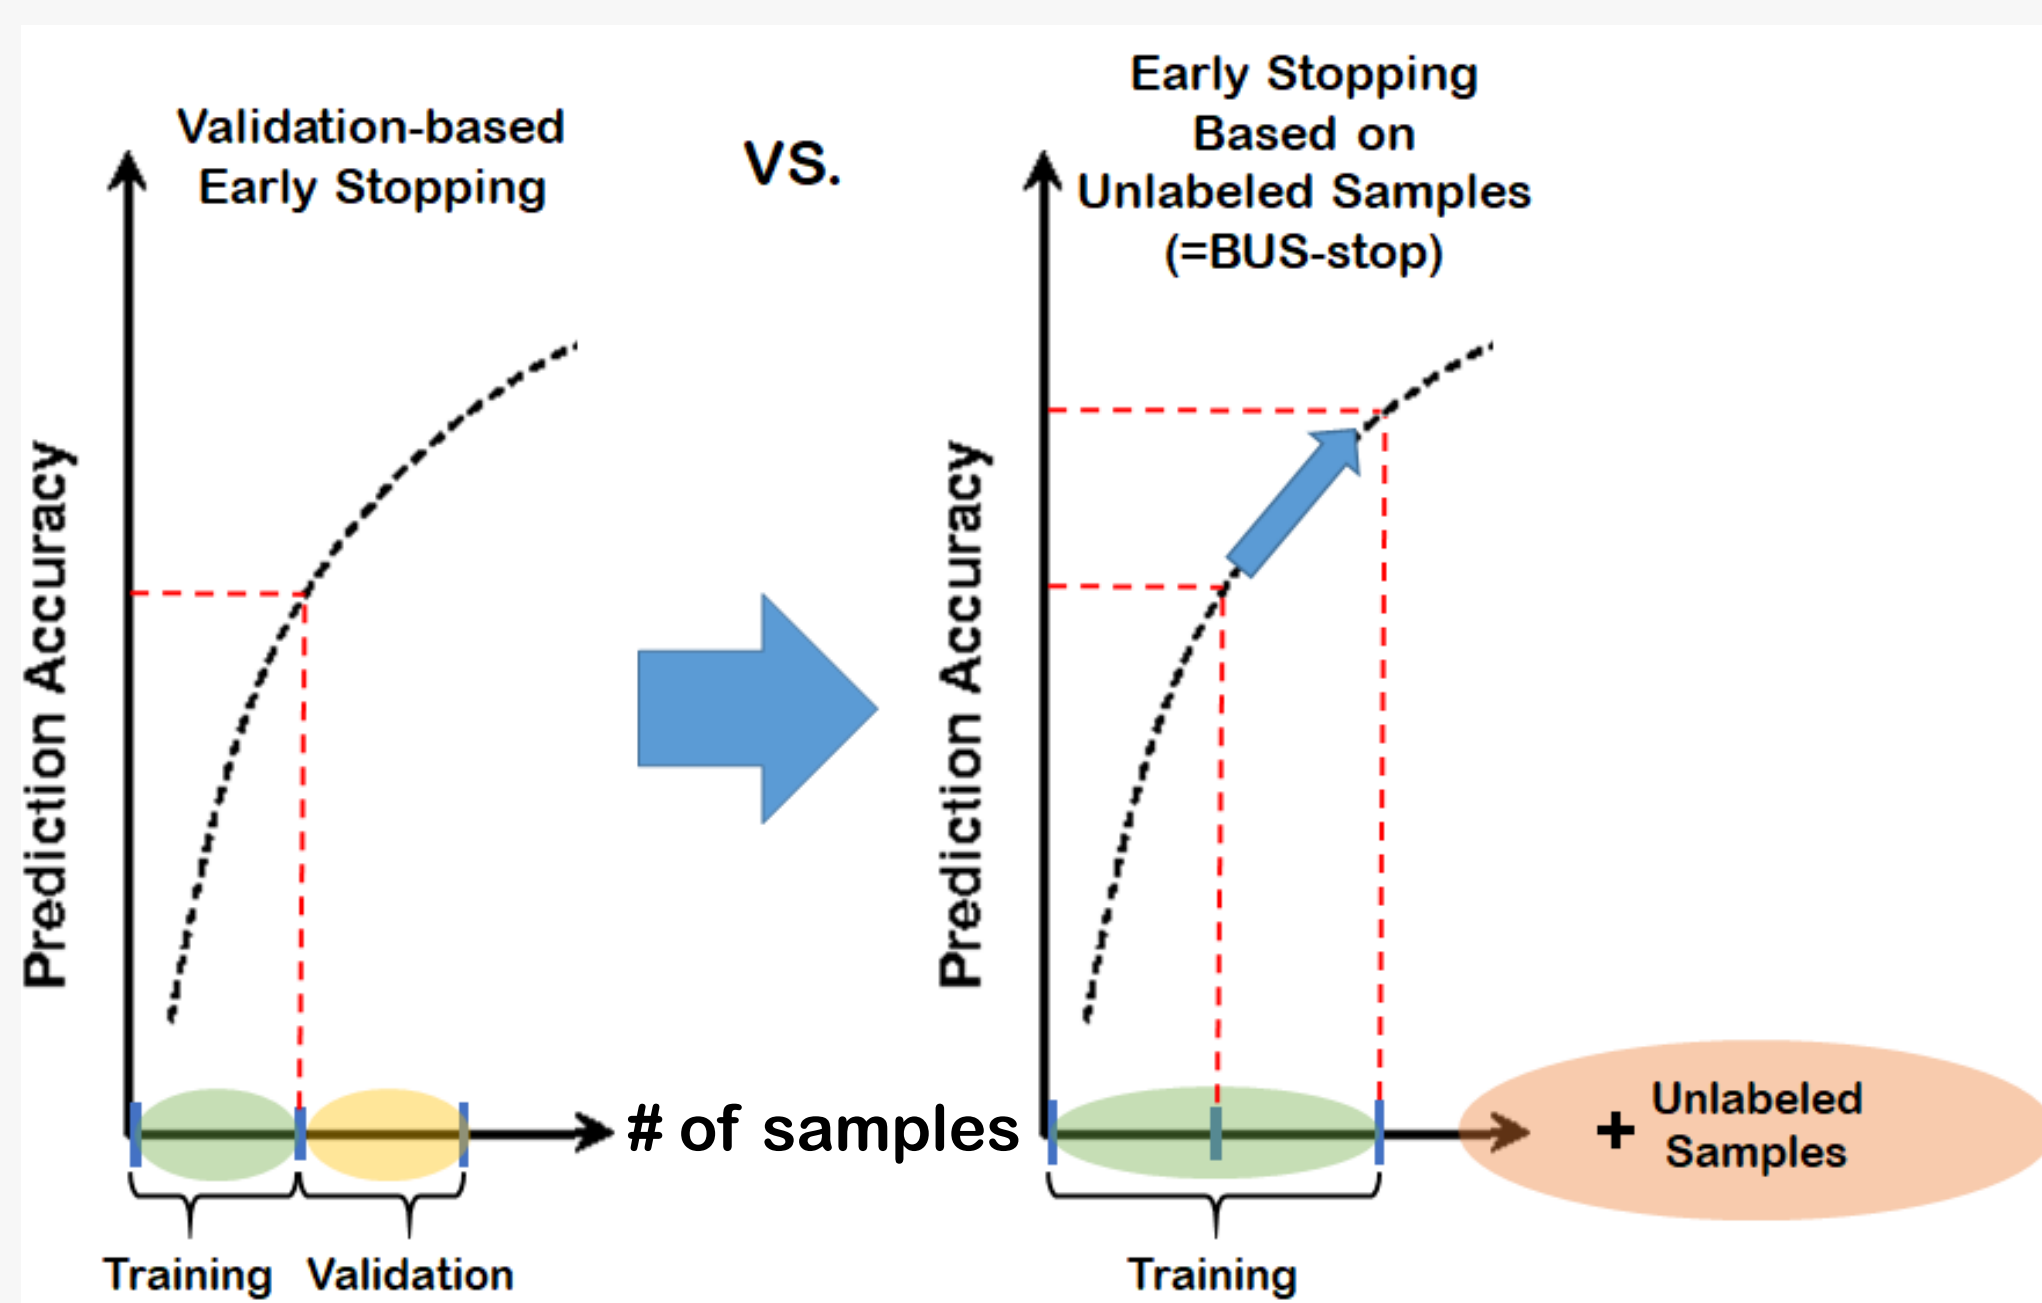 Validation-based
Early Stopping
VS.
Early Stopping
Based on
Unlabeled Samples
(=BUS-stop)
Prediction Accuracy
Prediction Accuracy
# of samples
+
Unlabeled
Samples
Training
Validation
Training